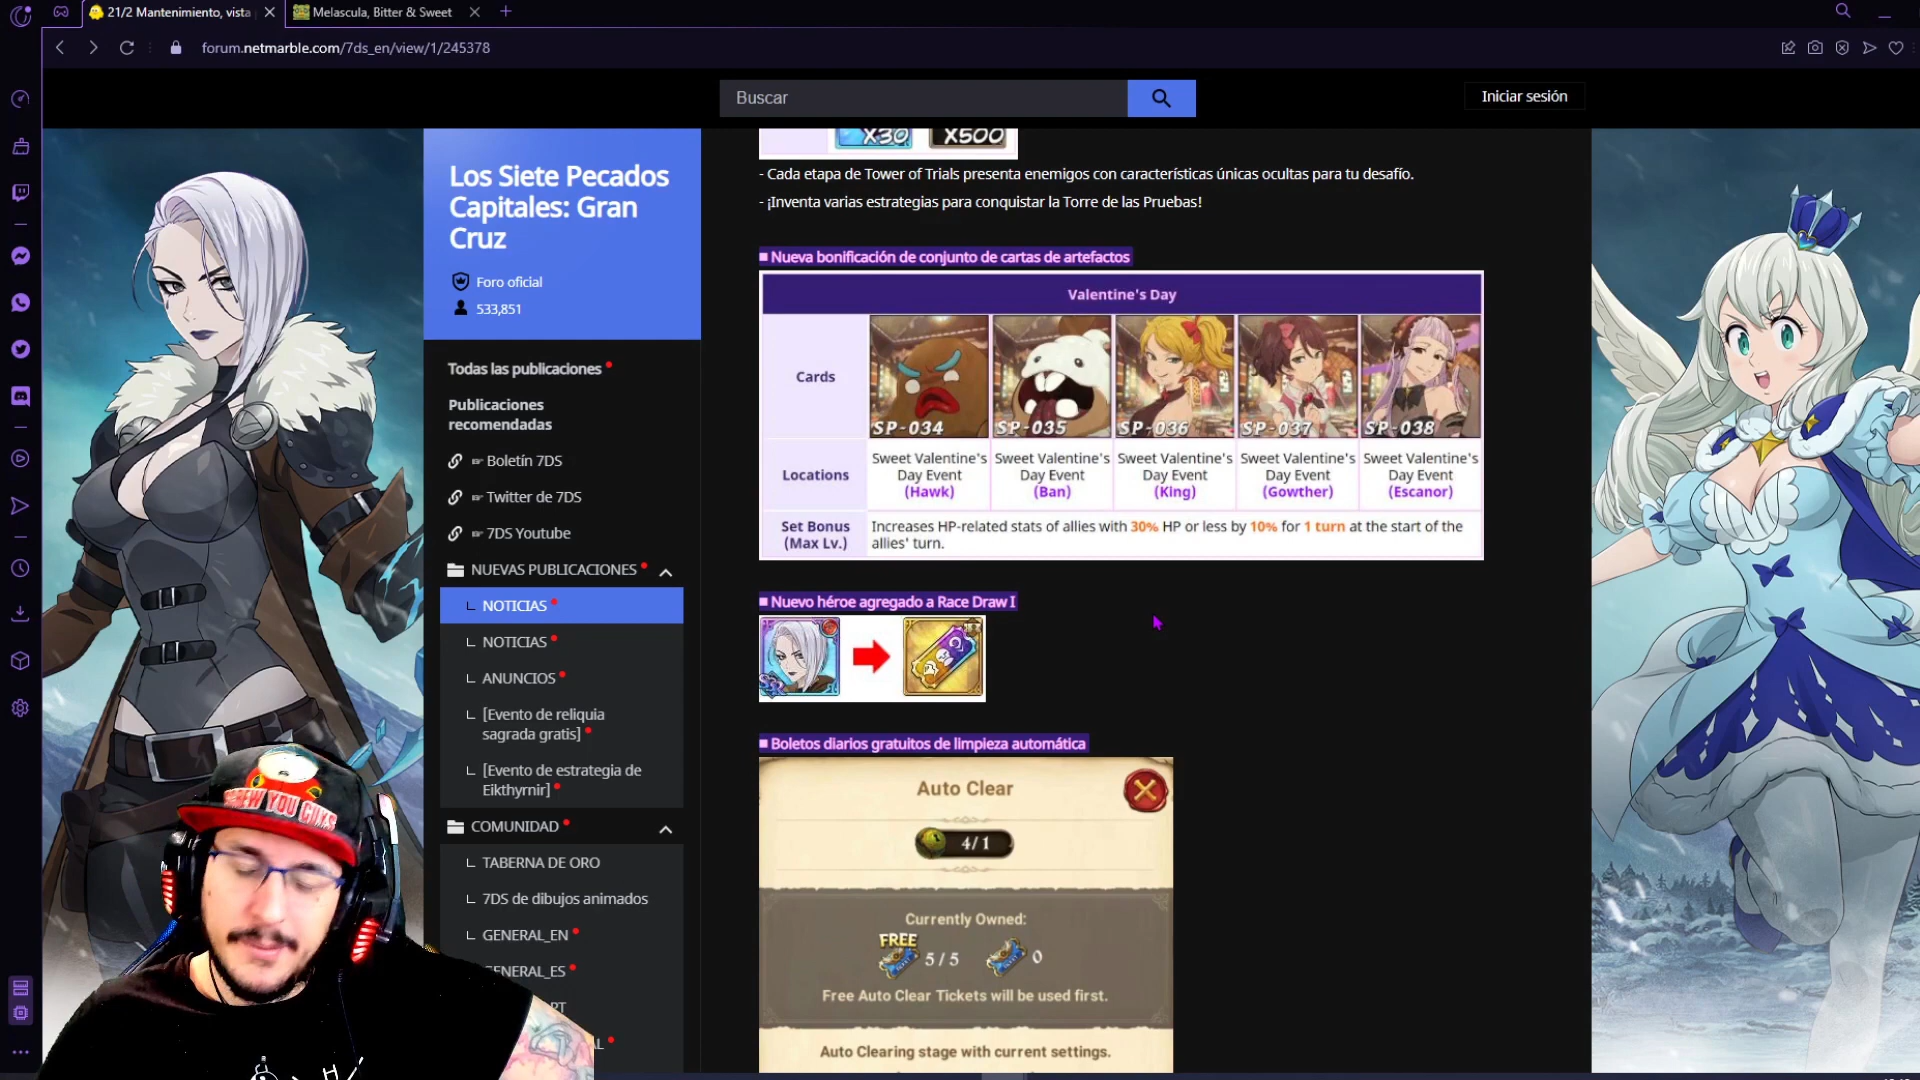 21/2 Mantenimiento, vista
Melascula, Bitter & Sweet
forum.netmarble.com/7ds_en/view/1/245378
Buscar
Iniciar sesión
Los Siete Pecados
Capitales: Gran
Cruz
Foro oficial
533,851
Todas las publicaciones
Publicaciones
recomendadas
☞ Boletín 7DS
☞ Twitter de 7DS
☞ 7DS Youtube
NUEVAS PUBLICACIONES
NOTICIAS
NOTICIAS
ANUNCIOS
[Evento de reliquia
sagrada gratis]
[Evento de estrategia de
Eikthyrnir]
COMUNIDAD
TABERNA DE ORO
7DS de dibujos animados
GENERAL_EN
GENERAL_ES
PT
AL
SCREW YOU GUYS
X30 X500
- Cada etapa de Tower of Trials presenta enemigos con características únicas ocultas para tu desafío.
- ¡Inventa varias estrategias para conquistar la Torre de las Pruebas!
■ Nueva bonificación de conjunto de cartas de artefactos
Valentine's Day
Cards
SP-034 SP-035 SP-036 SP-037 SP-038
Locations
Sweet Valentine's
Day Event
(Hawk)
Sweet Valentine's
Day Event
(Ban)
Sweet Valentine's
Day Event
(King)
Sweet Valentine's
Day Event
(Gowther)
Sweet Valentine's
Day Event
(Escanor)
Set Bonus
(Max Lv.)
Increases HP-related stats of allies with 30% HP or less by 10% for 1 turn at the start of the
allies' turn.
■ Nuevo héroe agregado a Race Draw I
SR
■ Boletos diarios gratuitos de limpieza automática
Auto Clear
4/1
Currently Owned:
FREE
5/5 0
Free Auto Clear Tickets will be used first.
Auto Clearing stage with current settings.